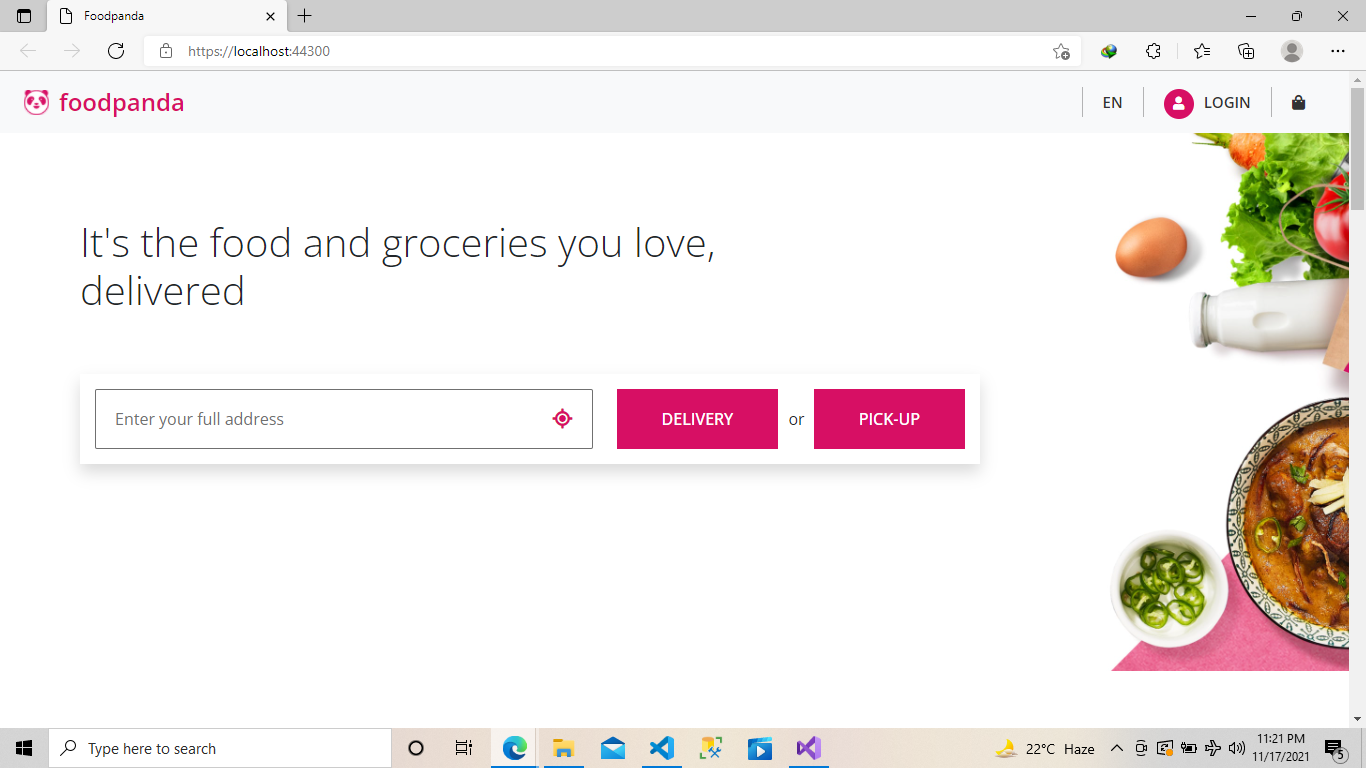 Foodpanda
https://localhost:44300
foodpanda
EN
LOGIN
It's the food and groceries you love,
delivered
Enter your full address
DELIVERY
or
PICK-UP
Type here to search
22°C Haze
11:21 PM
11/17/2021
5